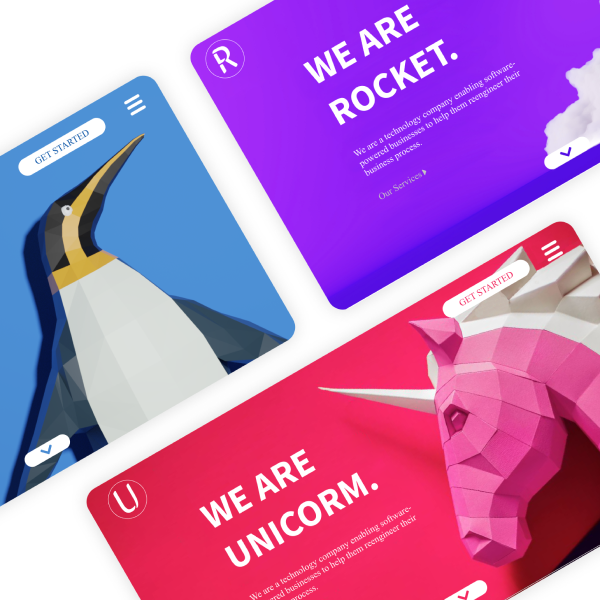 GET STARTED
R
WE ARE
ROCKET.
We are a technology company enabling software-
powered businesses to help them reengineer their
business process.
Our Services
GET STARTED
U
WE ARE
UNICORM.
We are a technology company enabling software-
powered businesses to help them reengineer their
business process.